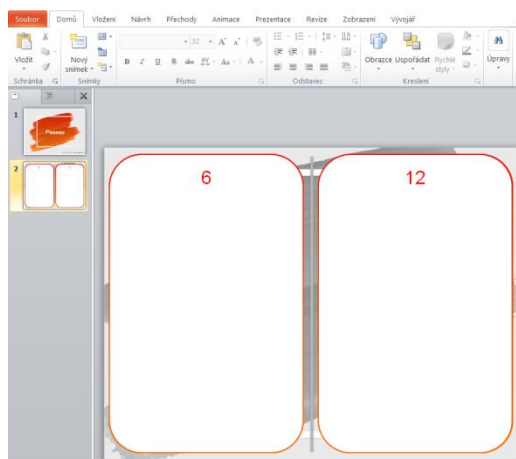 Soubor Domů Vložení Návrh Přechody Animace Prezentace Revize Zobrazení Vývojář
Vložit
Nový
snímek
32 A A
B I U S abc AV Aa A
Obrazce Uspořádat Rychlé
styly
Úpravy
Schránka Snímky Písmo Odstavec Kreslení
1
2
6 12